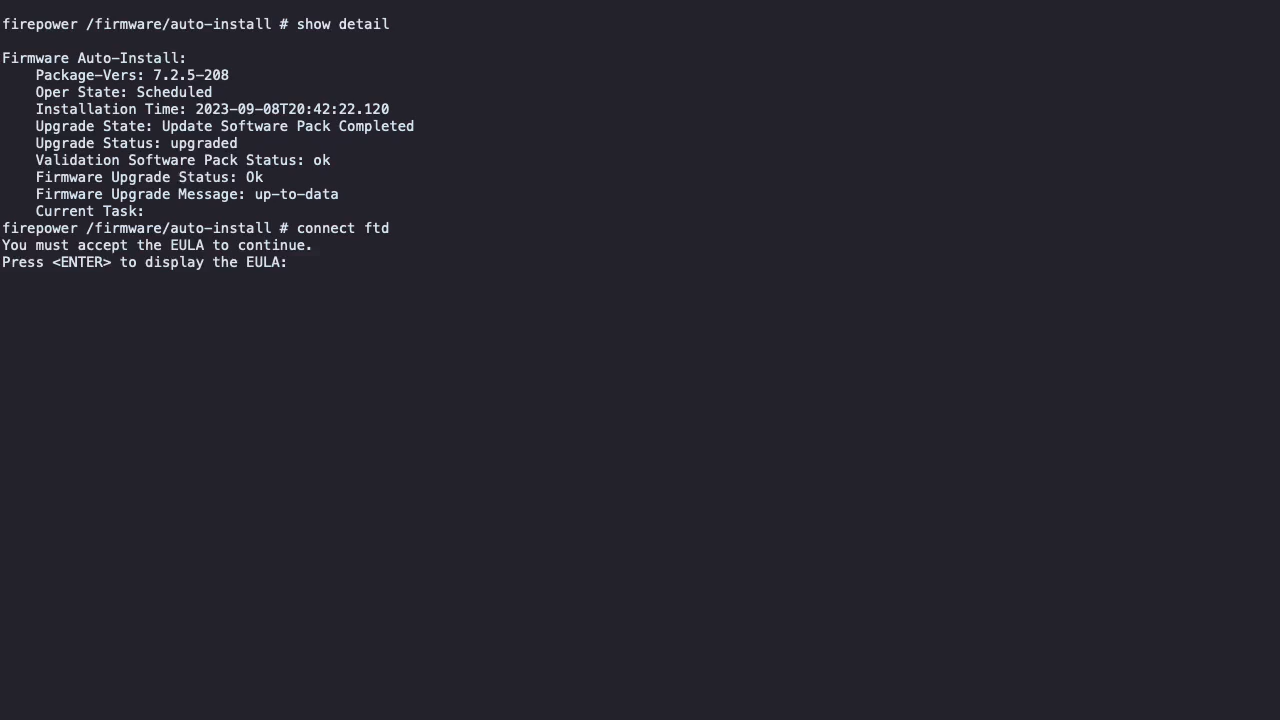 firepower /firmware/auto-install # show detail
Firmware Auto-Install:
Package-Vers: 7.2.5-208
Oper State: Scheduled
Installation Time: 2023-09-08T20:42:22.120
Upgrade State: Update Software Pack Completed
Upgrade Status: upgraded
Validation Software Pack Status: ok
Firmware Upgrade Status: Ok
Firmware Upgrade Message: up-to-data
Current Task:
firepower /firmware/auto-install # connect ftd
You must accept the EULA to continue.
Press <ENTER> to display the EULA: